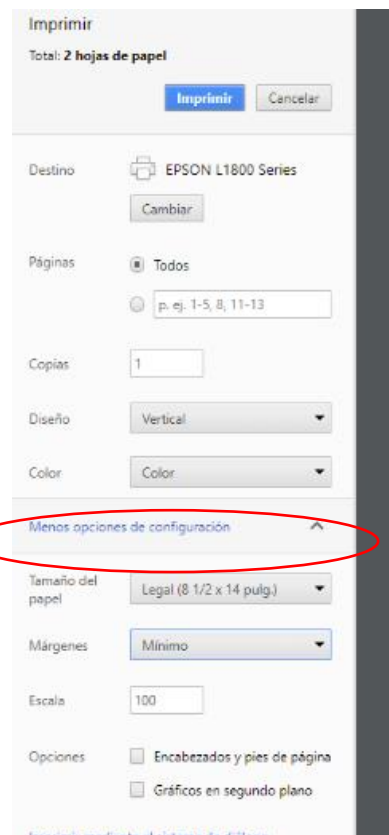 Imprimir
Total: 2 hojas de papel
Imprimir Cancelar
Destino EPSON L1800 Series
Cambiar
Páginas Todos
p. ej. 1-5, 8, 11-13
Copias 1
Diseño Vertical
Color Color
Menos opciones de configuración
Tamaño del papel Legal (8 1/2 x 14 pulg.)
Márgenes Mínimo
Escala 100
Opciones Encabezados y pies de página
Gráficos en segundo plano